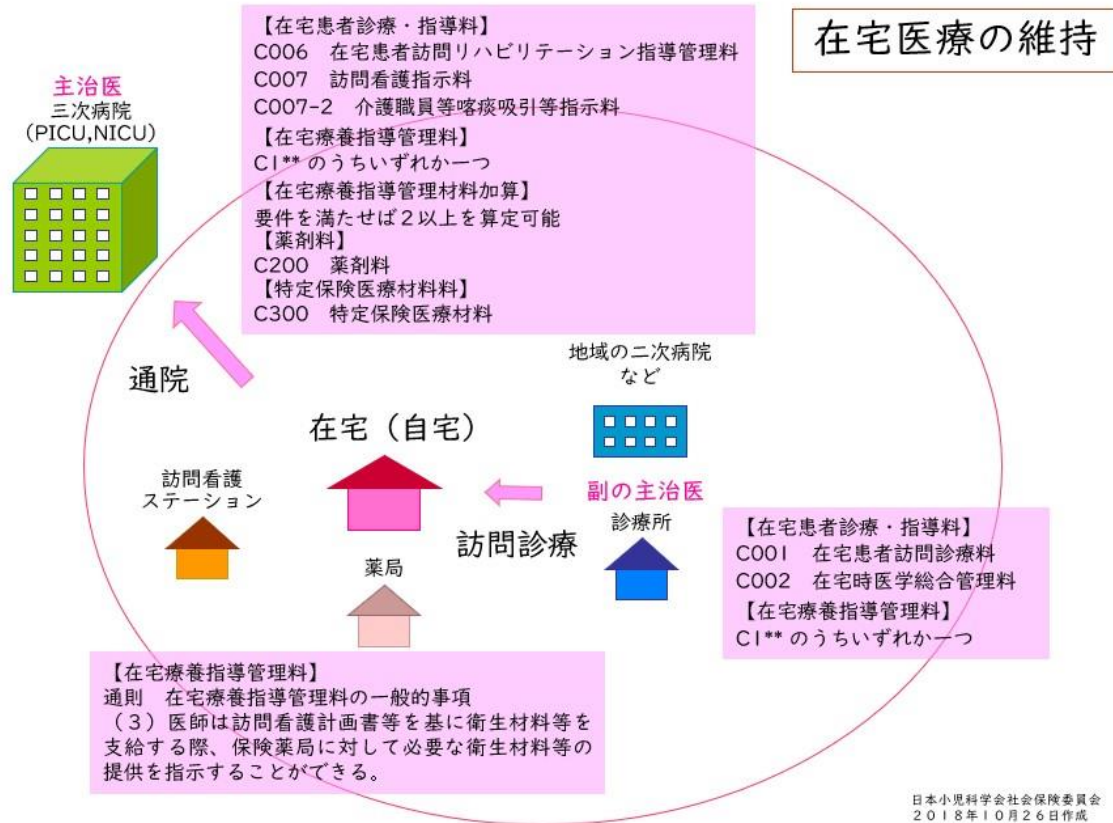 在宅医療の維持
【在宅患者診療・指導料】
C006　在宅患者訪問リハビリテーション指導管理料
C007　訪問看護指示料
C007-2　介護職員等喀痰吸引等指示料
【在宅療養指導管理料】
C1** のうちいずれか一つ
【在宅療養指導管理材料加算】
要件を満たせば２以上を算定可能
【薬剤料】
C200　薬剤料
【特定保険医療材料料】
C300　特定保険医療材料
主治医
三次病院
(PICU,NICU)
通院
地域の二次病院
など
在宅（自宅）
訪問看護
ステーション
副の主治医
診療所
訪問診療
薬局
【在宅患者診療・指導料】
C001　在宅患者訪問診療料
C002　在宅時医学総合管理料
【在宅療養指導管理料】
C1** のうちいずれか一つ
【在宅療養指導管理料】
通則　在宅療養指導管理料の一般的事項
（３）医師は訪問看護計画書等を基に衛生材料等を
支給する際、保険薬局に対して必要な衛生材料等の
提供を指示することができる。
日本小児科学会社会保険委員会
２０１８年１０月２６日作成